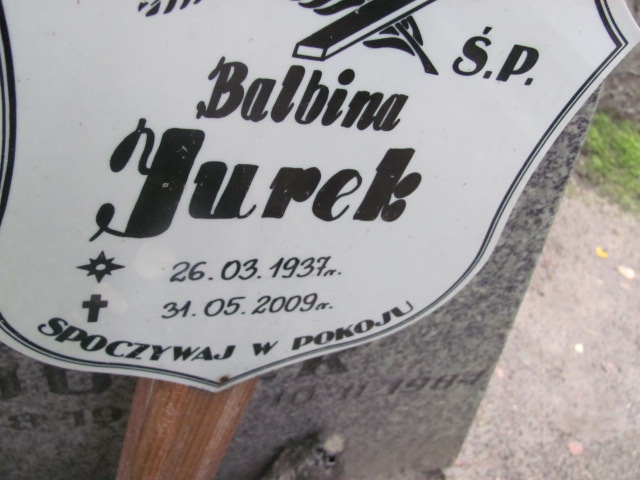 Ś.P.
Balbina
Jurek
26.03.1937r.
31.05.2009r.
SPOCZYWAJ W POKOJU